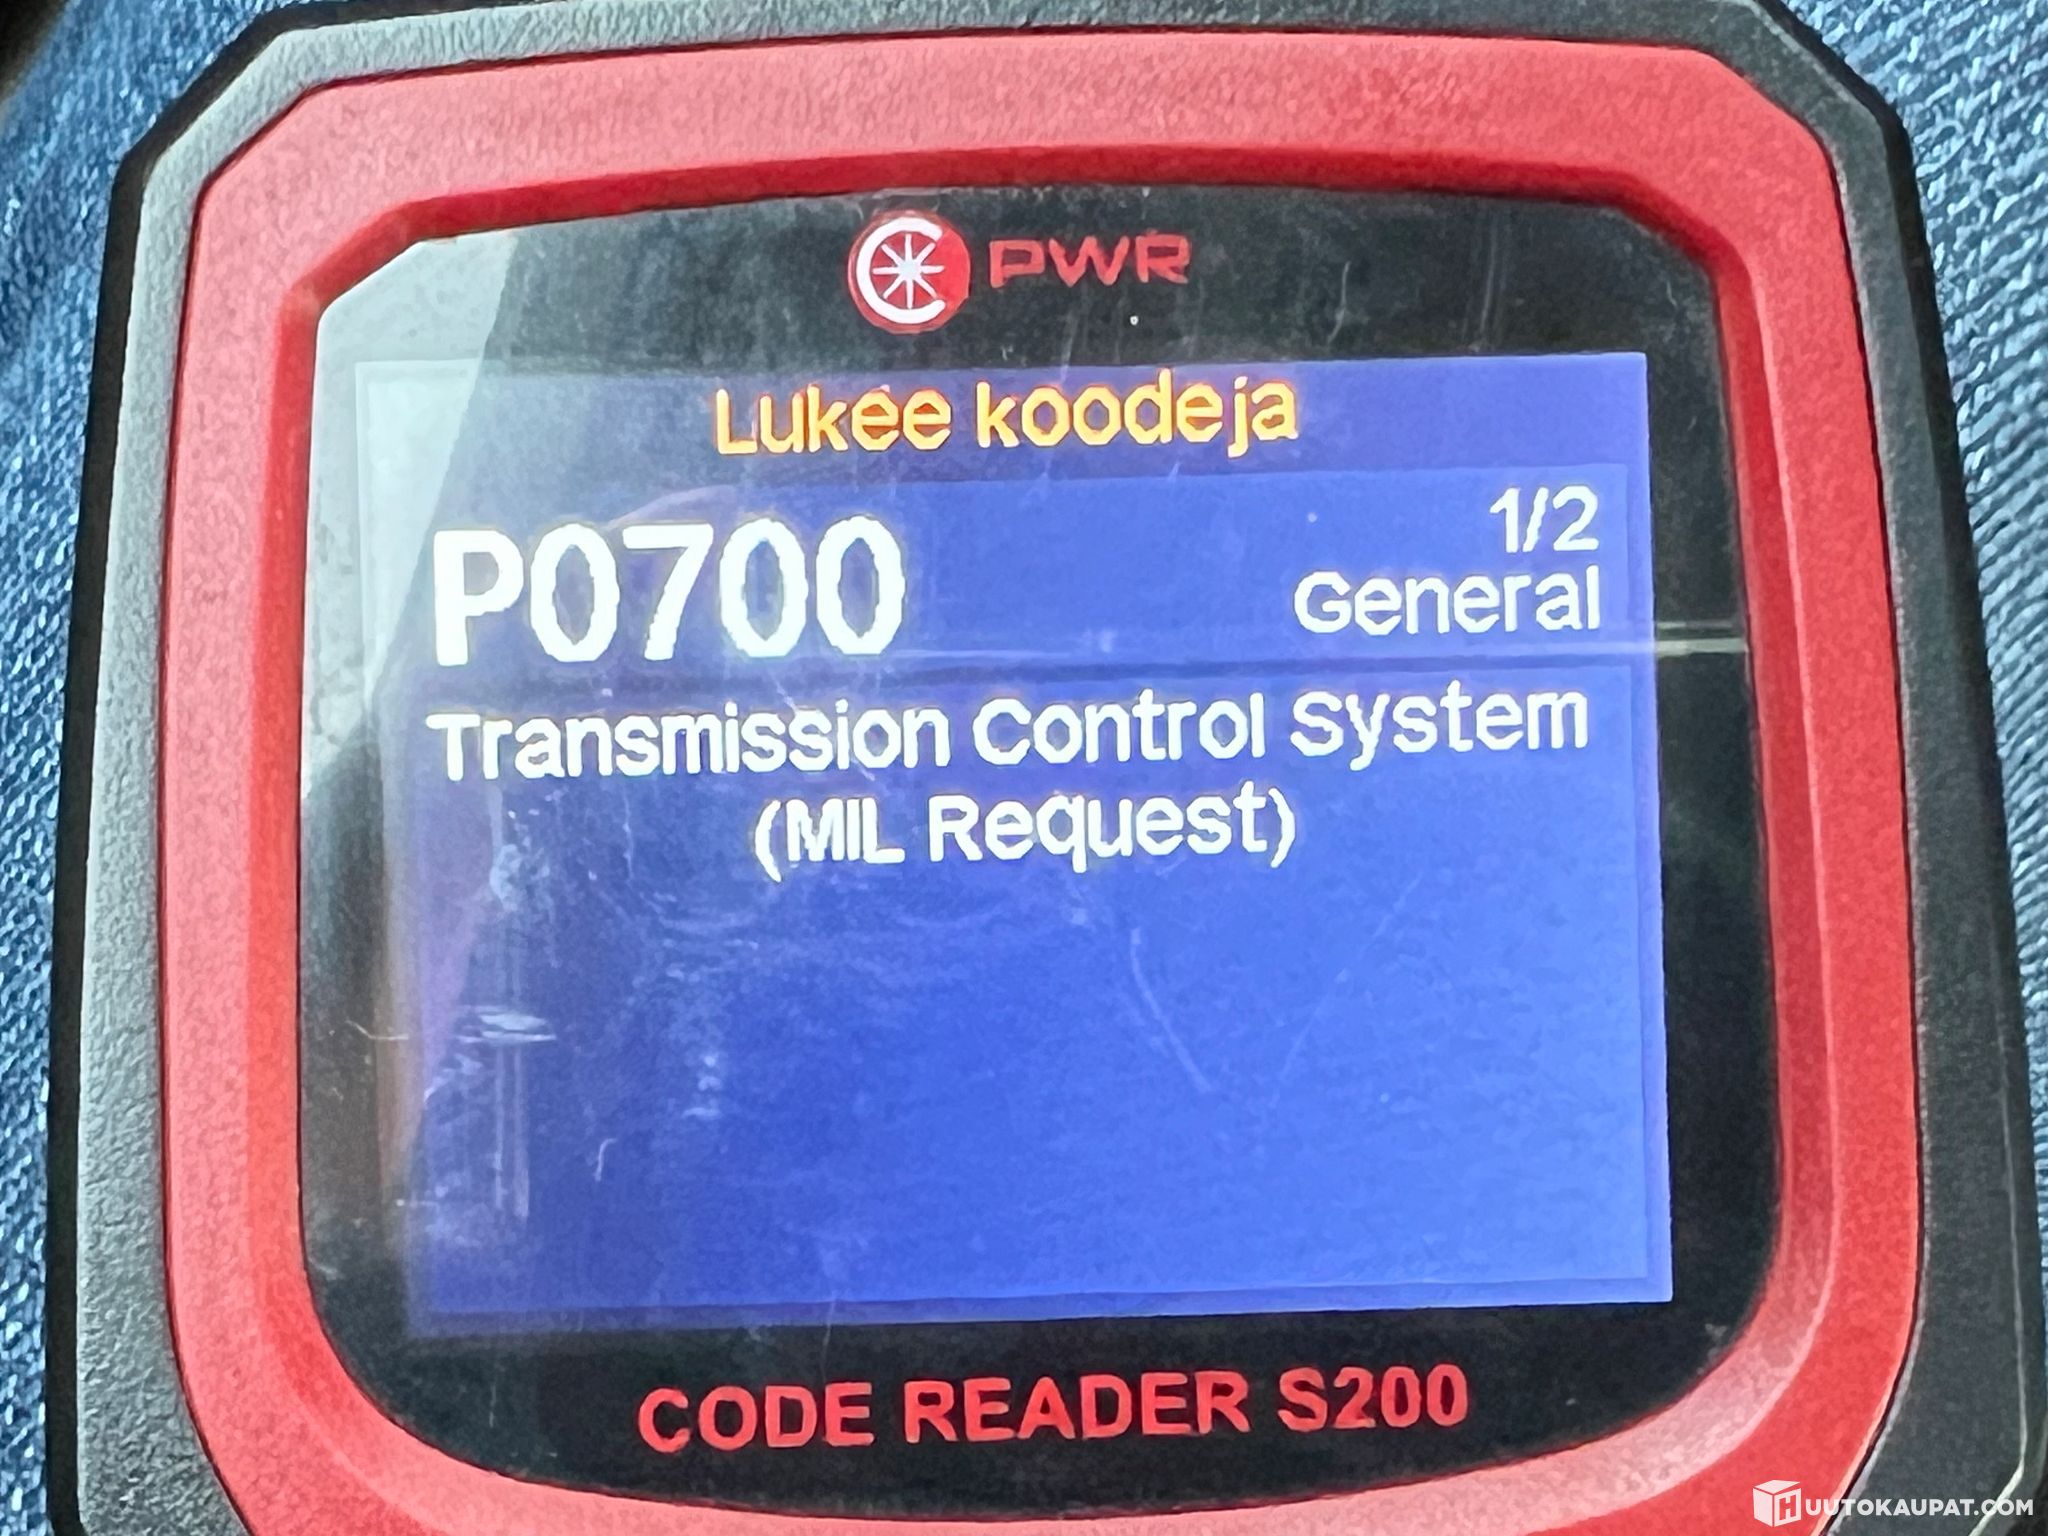 PWR
Lukee koodeja
P0700
1/2
General
Transmission Control System
(MIL Request)
CODE READER S200
HUUTOKAUPAT.COM